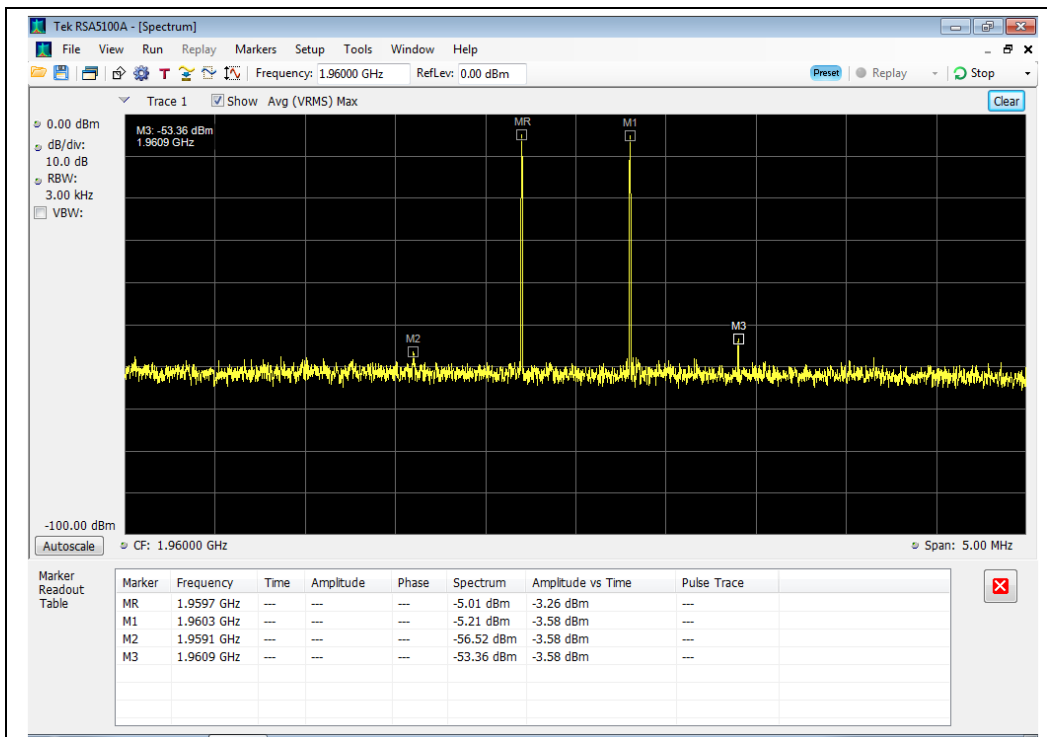 Tek RSA5100A - [Spectrum]
File View Run Replay Markers Setup Tools Window Help
T Frequency: 1.96000 GHz RefLev: 0.00 dBm Preset Replay Stop
Trace 1 Show Avg (VRMS) Max Clear
0.00 dBm
dB/div:
10.0 dB
RBW:
3.00 kHz
VBW:
M3: -53.36 dBm
1.9609 GHz
MR
M1
M2
M3
-100.00 dBm
Autoscale CF: 1.96000 GHz Span: 5.00 MHz
Marker
Readout
Table
Marker Frequency Time Amplitude Phase Spectrum Amplitude vs Time Pulse Trace
MR 1.9597 GHz --- --- --- -5.01 dBm -3.26 dBm ---
M1 1.9603 GHz --- --- --- -5.21 dBm -3.58 dBm ---
M2 1.9591 GHz --- --- --- -56.52 dBm -3.58 dBm ---
M3 1.9609 GHz --- --- --- -53.36 dBm -3.58 dBm ---